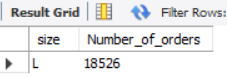 Result Grid Filter Rows:
size Number_of_orders
L 18526